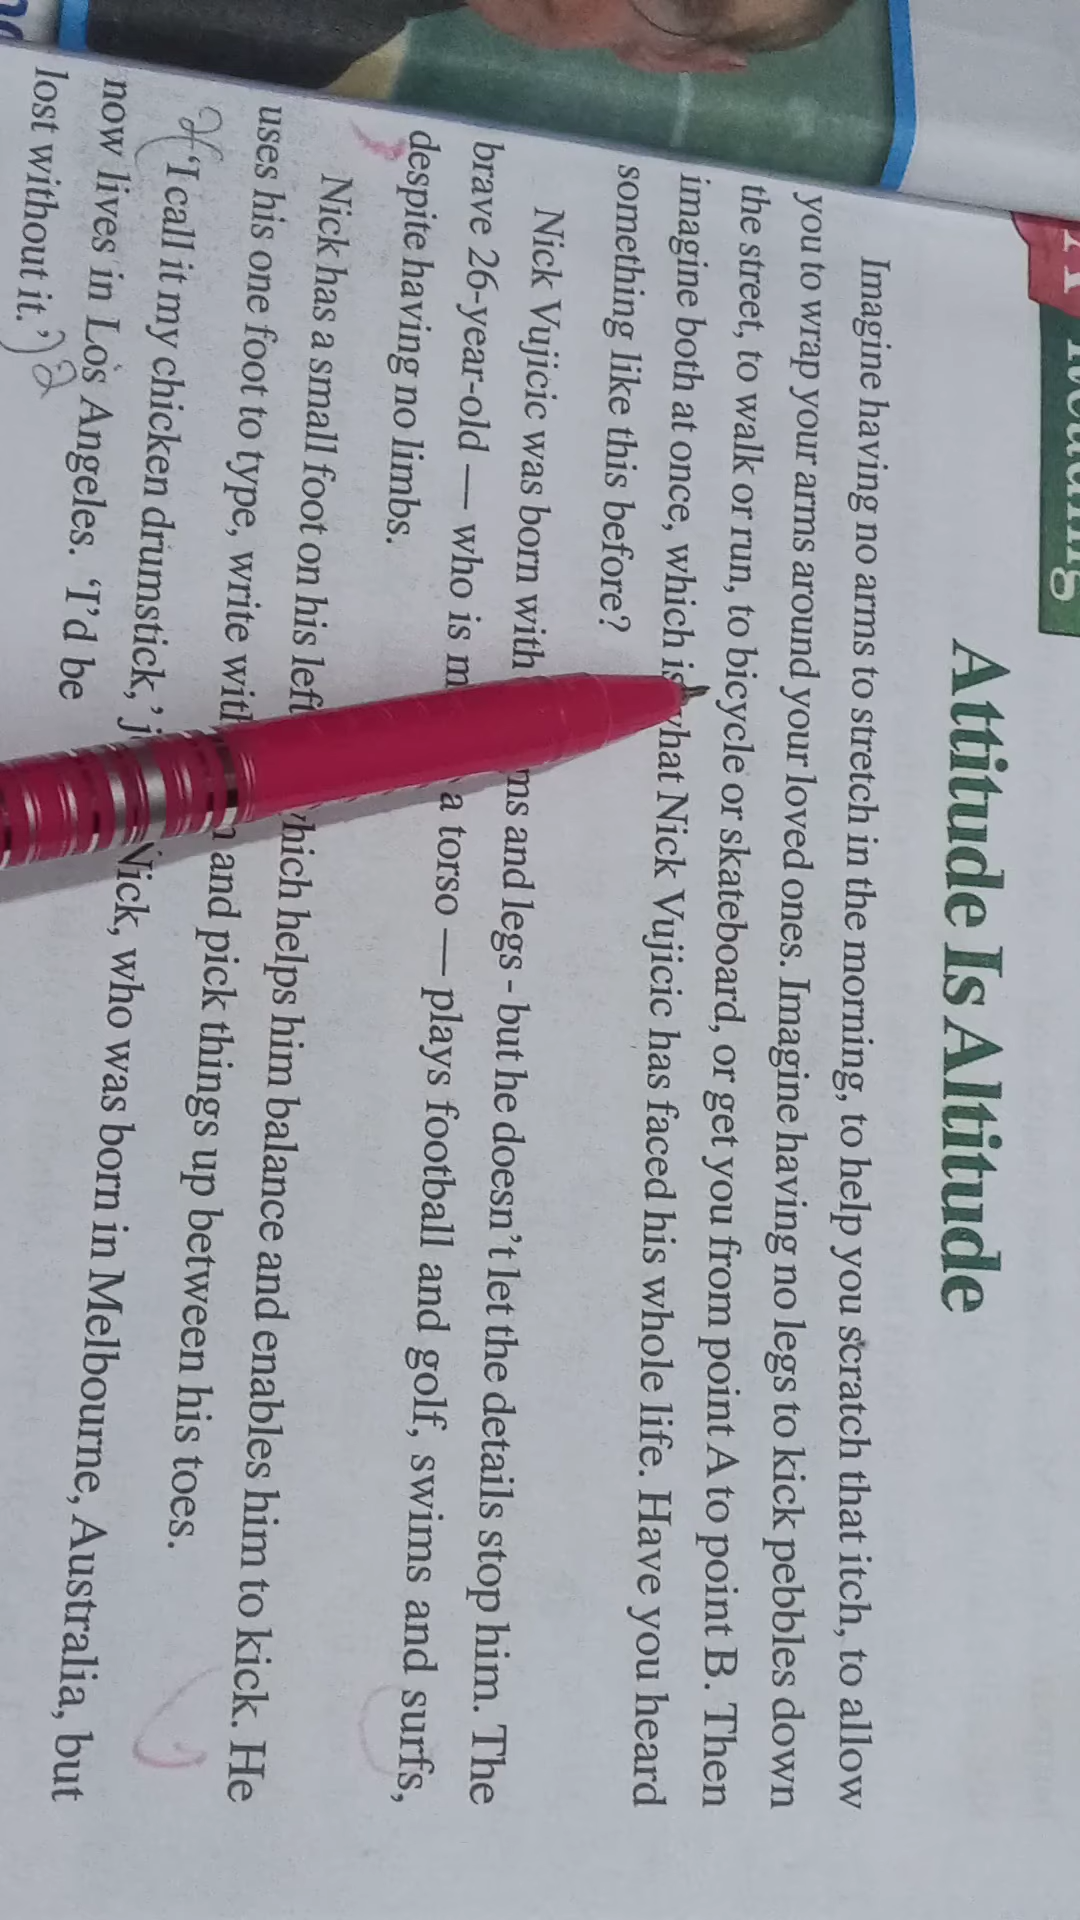 Reading
Attitude Is Altitude
Imagine having no arms to stretch in the morning, to help you scratch that itch, to allow
you to wrap your arms around your loved ones. Imagine having no legs to kick pebbles down
the street, to walk or run, to bicycle or skateboard, or get you from point A to point B. Then
imagine both at once, which is what Nick Vujicic has faced his whole life. Have you heard
something like this before?
Nick Vujicic was born with ms and legs - but he doesn't let the details stop him. The
brave 26-year-old — who is m a torso — plays football and golf, swims and surfs,
despite having no limbs.
Nick has a small foot on his left which helps him balance and enables him to kick. He
uses his one foot to type, write with and pick things up between his toes.
'I call it my chicken drumstick,' j Nick, who was born in Melbourne, Australia, but
now lives in Los Angeles. 'I'd be
lost without it.' 2